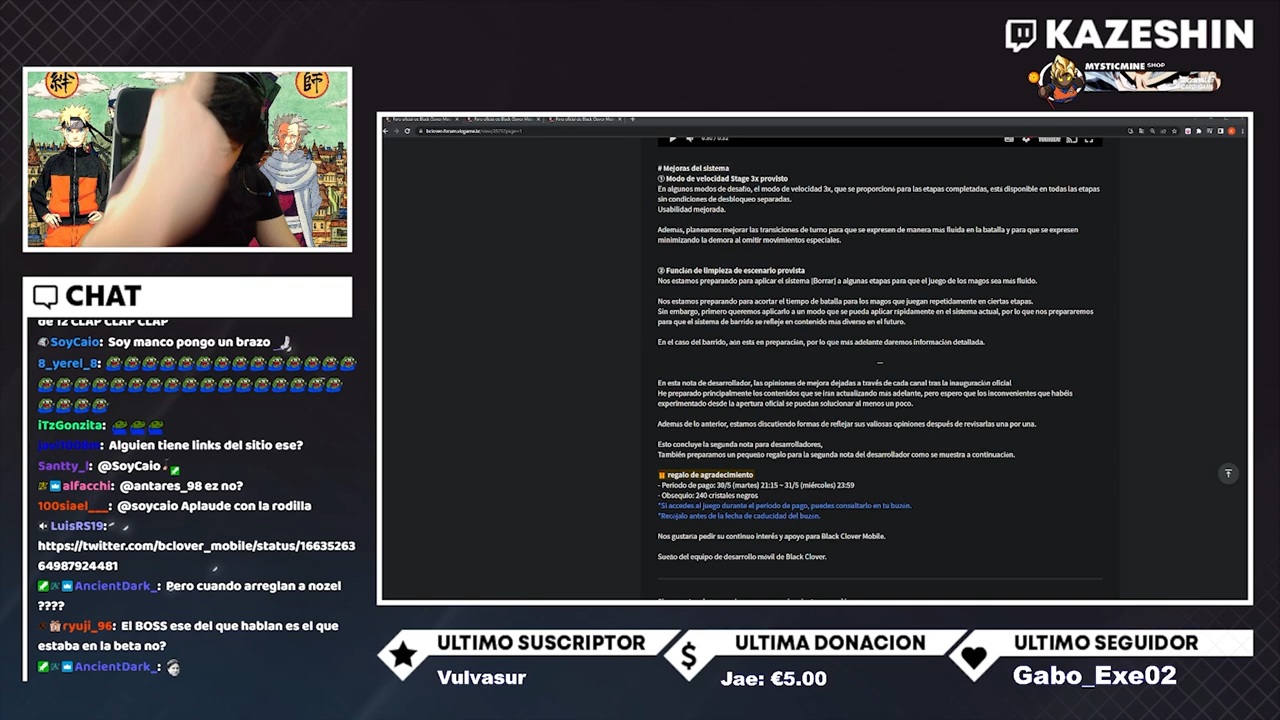 KAZESHIN
MYSTICMINE SHOP
絆
師
bclover-forum.vlogame.kr/view/28757?page=1
# Mejoras del sistema
① Modo de velocidad Stage 3x provisto
En algunos modos de desafío, el modo de velocidad 3x, que se proporcionó para las etapas completadas, está disponible en todas las etapas
sin condiciones de desbloqueo separadas.
Usabilidad mejorada.
Además, planeamos mejorar las transiciones de turno para que se expresen de manera más fluida en la batalla y para que se expresen
minimizando la demora al omitir movimientos especiales.
② Función de limpieza de escenario provista
Nos estamos preparando para aplicar el sistema [Borrar] a algunas etapas para que el juego de los magos sea más fluido.
Nos estamos preparando para acortar el tiempo de batalla para los magos que juegan repetidamente en ciertas etapas.
Sin embargo, primero queremos aplicarlo a un modo que se pueda aplicar rápidamente en el sistema actual, por lo que nos prepararemos
para que el sistema de barrido se refleje en contenido más diverso en el futuro.
En el caso del barrido, aún está en preparación, por lo que más adelante daremos información detallada.
—
En esta nota de desarrollador, las opiniones de mejora dejadas a través de cada canal tras la inauguración oficial
He preparado principalmente los contenidos que se irán actualizando más adelante, pero espero que los inconvenientes que habéis
experimentado desde la apertura oficial se puedan solucionar al menos un poco.
Además de lo anterior, estamos discutiendo formas de reflejar sus valiosas opiniones después de revisarlas una por una.
Esto concluye la segunda nota para desarrolladores,
También preparamos un pequeño regalo para la segunda nota del desarrollador como se muestra a continuación.
regalo de agradecimiento
- Periodo de pago: 30/5 (martes) 21:15 ~ 31/5 (miércoles) 23:59
- Obsequio: 240 cristales negros
*Si accedes al juego durante el período de pago, puedes consultarlo en tu buzón.
*Recójalo antes de la fecha de caducidad del buzón.
Nos gustaría pedir su continuo interés y apoyo para Black Clover Mobile.
Sueño del equipo de desarrollo móvil de Black Clover.
CHAT
de 12 CLAP CLAP CLAP
SoyCaio: Soy manco pongo un brazo
8_yerel_8:
iTzGonzita:
Alguien tiene links del sitio ese?
Santty_l: @SoyCaio
alfacchi: @antares_98 ez no?
100siael___: @soycaio Aplaude con la rodilla
LuisRS19:
https://twitter.com/bclover_mobile/status/16635263
64987924481
AncientDark_: Pero cuando arreglan a nozel
????
ryuji_96: El BOSS ese del que hablan es el que
estaba en la beta no?
AncientDark_:
ULTIMO SUSCRIPTOR
Vulvasur
ULTIMA DONACION
Jae: €5.00
ULTIMO SEGUIDOR
Gabo_Exe02